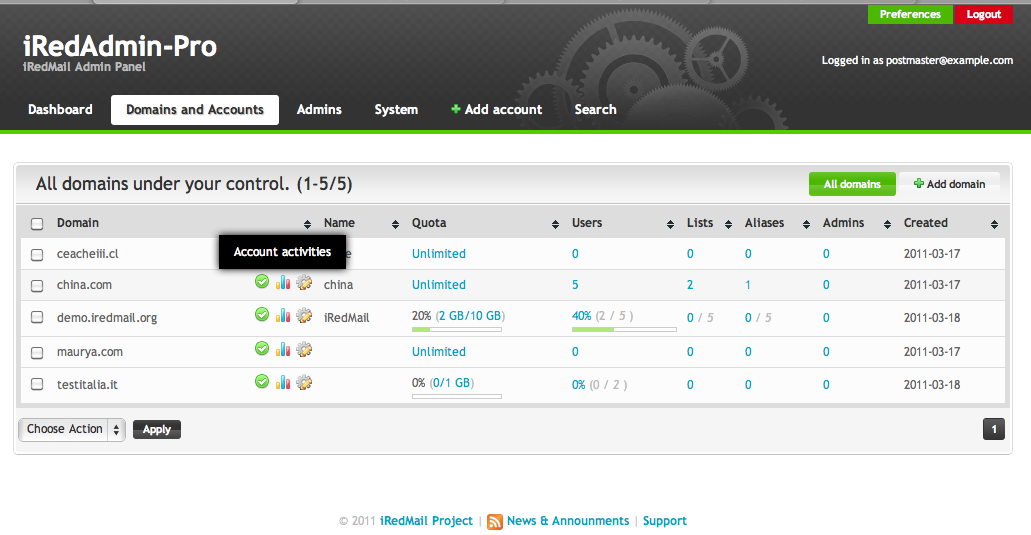 Preferences Logout
iRedAdmin-Pro
iRedMail Admin Panel
Logged in as postmaster@example.com
Dashboard Domains and Accounts Admins System Add account Search
All domains under your control. (1-5/5) All domains Add domain
Domain Name Quota Users Lists Aliases Admins Created
Account activities
ceacheiii.cl Unlimited 0 0 0 0 2011-03-17
china.com china Unlimited 5 2 1 0 2011-03-17
demo.iredmail.org iRedMail 20% (2 GB/10 GB) 40% (2 / 5 ) 0 / 5 0 / 5 0 2011-03-18
maurya.com Unlimited 0 0 0 0 2011-03-17
testitalia.it 0% (0/1 GB) 0% (0 / 2 ) 0 0 0 2011-03-18
Choose Action Apply 1
© 2011 iRedMail Project | News & Announments | Support